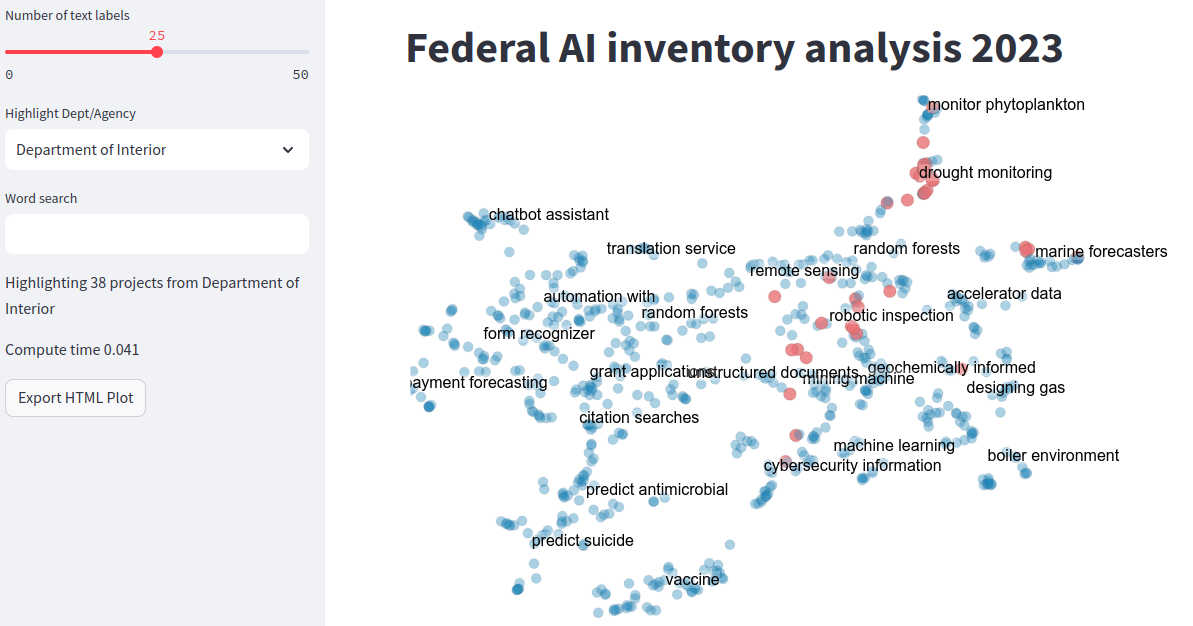 Number of text labels
25
0
50
Highlight Dept/Agency
Department of Interior
Word search
Highlighting 38 projects from Department of
Interior
Compute time 0.041
Export HTML Plot
Federal AI inventory analysis 2023
monitor phytoplankton
drought monitoring
chatbot assistant
translation service
random forests
marine forecasters
remote sensing
automation with
accelerator data
random forests
robotic inspection
form recognizer
grant applications
unstructured documents
geochemically informed
mining machine
ayment forecasting
designing gas
citation searches
machine learning
boiler environment
cybersecurity information
predict antimicrobial
predict suicide
vaccine